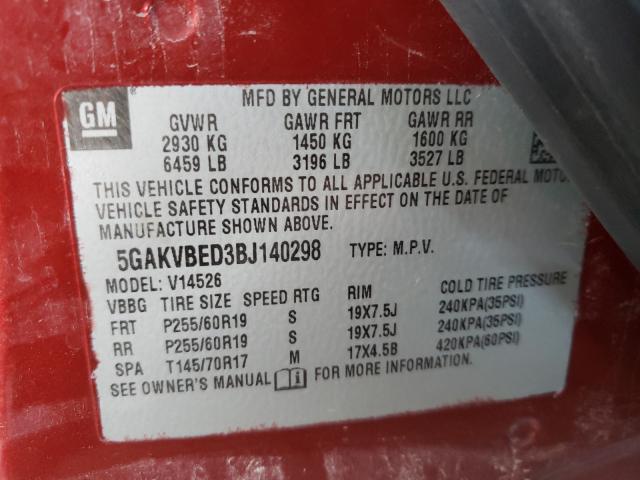 GM
MFD BY GENERAL MOTORS LLC
GVWR GAWR FRT GAWR RR
2930 KG 1450 KG 1600 KG
6459 LB 3196 LB 3527 LB
THIS VEHICLE CONFORMS TO ALL APPLICABLE U.S. FEDERAL
VEHICLE SAFETY STANDARDS IN EFFECT ON THE DATE OF
MANUFACTURE SHOWN ABOVE.
5GAKVBED3BJ140298 TYPE: M.P.V.
MODEL: V14526
VBBG TIRE SIZE SPEED RTG RIM COLD TIRE PRESSURE
FRT P255/60R19 S 19X7.5J 240KPA(35PSI)
RR P255/60R19 S 19X7.5J 240KPA(35PSI)
SPA T145/70R17 M 17X4.5B 420KPA(60PSI)
SEE OWNER'S MANUAL FOR MORE INFORMATION.